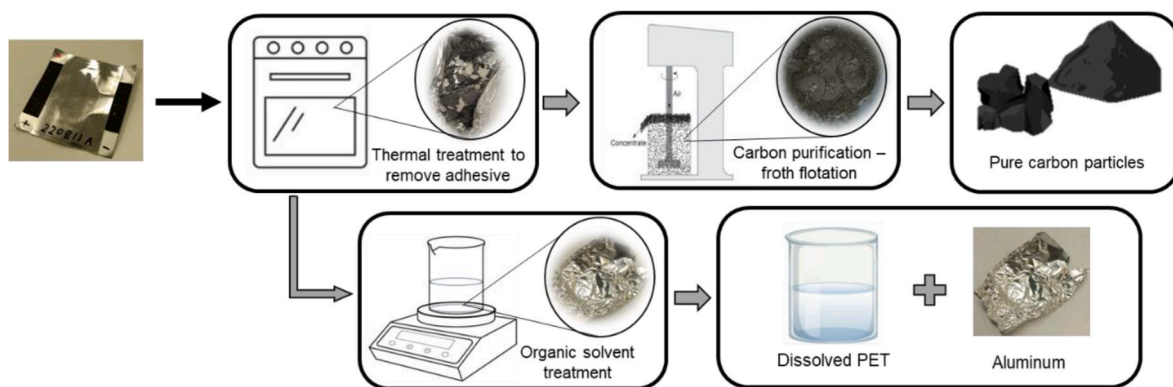 220811A
+
−
Thermal treatment to
remove adhesive
Air
Concentrate
Carbon purification –
froth flotation
Pure carbon particles
Organic solvent
treatment
Dissolved PET
Aluminum